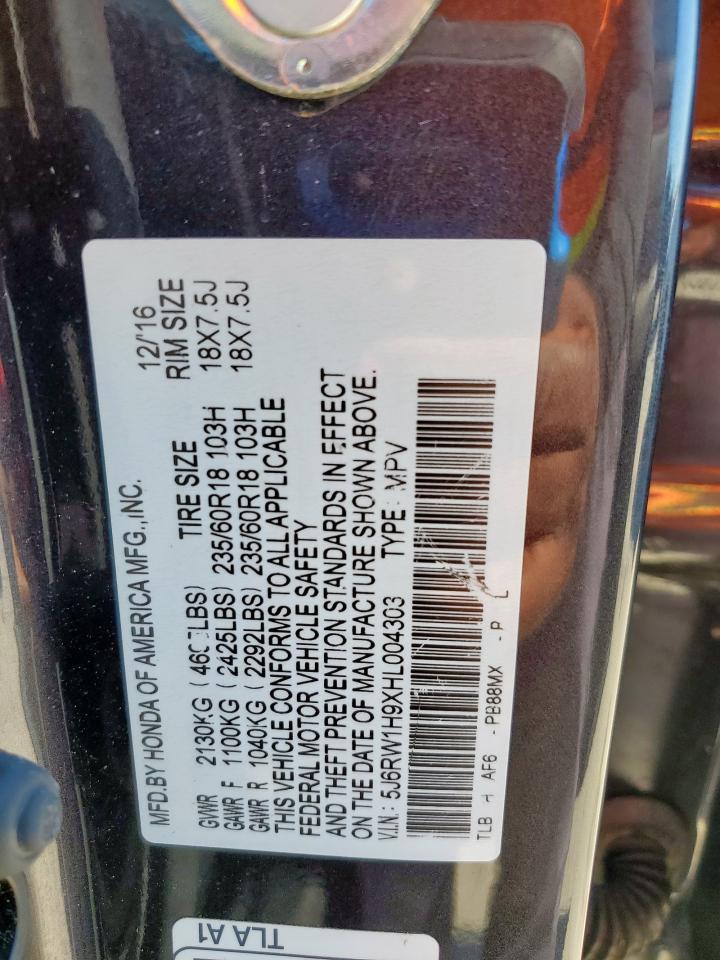 MFD.BY HONDA OF AMERICA MFG.,INC. 12/'16
TIRE SIZE RIM SIZE
GVWR 2130KG (
GAWR F 1100KG ( 2425LBS) 235/60R18 103H 18X7.5J
GAWR R 1040KG ( 2292LBS) 235/60R18 103H 18X7.5J
THIS VEHICLE CONFORMS TO ALL APPLICABLE
FEDERAL MOTOR VEHICLE SAFETY
AND THEFT PREVENTION STANDARDS IN EFFECT
ON THE DATE OF MANUFACTURE SHOWN ABOVE.
V.I.N.: 5J6RW1H9XHL004303 TYPE: MPV
TLB AF6 - PB88MX - P L
TLA A1